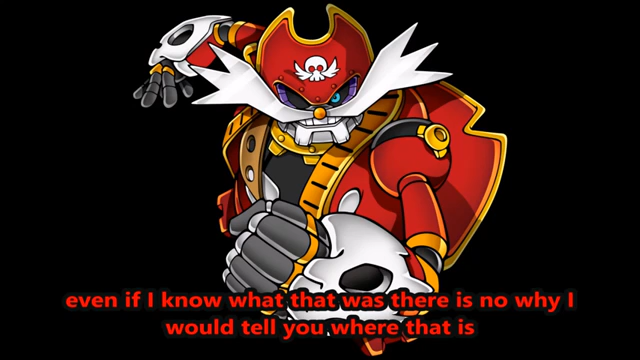 even if I know what that was there is no why I
would tell you where that is